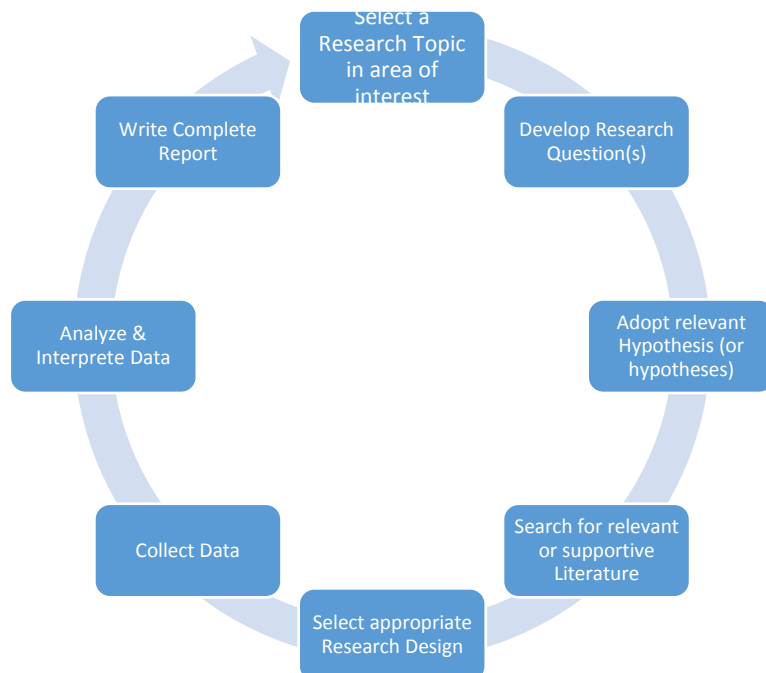 Select a
Research Topic
in area of
interest
Develop Research
Question(s)
Adopt relevant
Hypothesis (or
hypotheses)
Search for relevant
or supportive
Literature
Select appropriate
Research Design
Collect Data
Analyze &
Interprete Data
Write Complete
Report